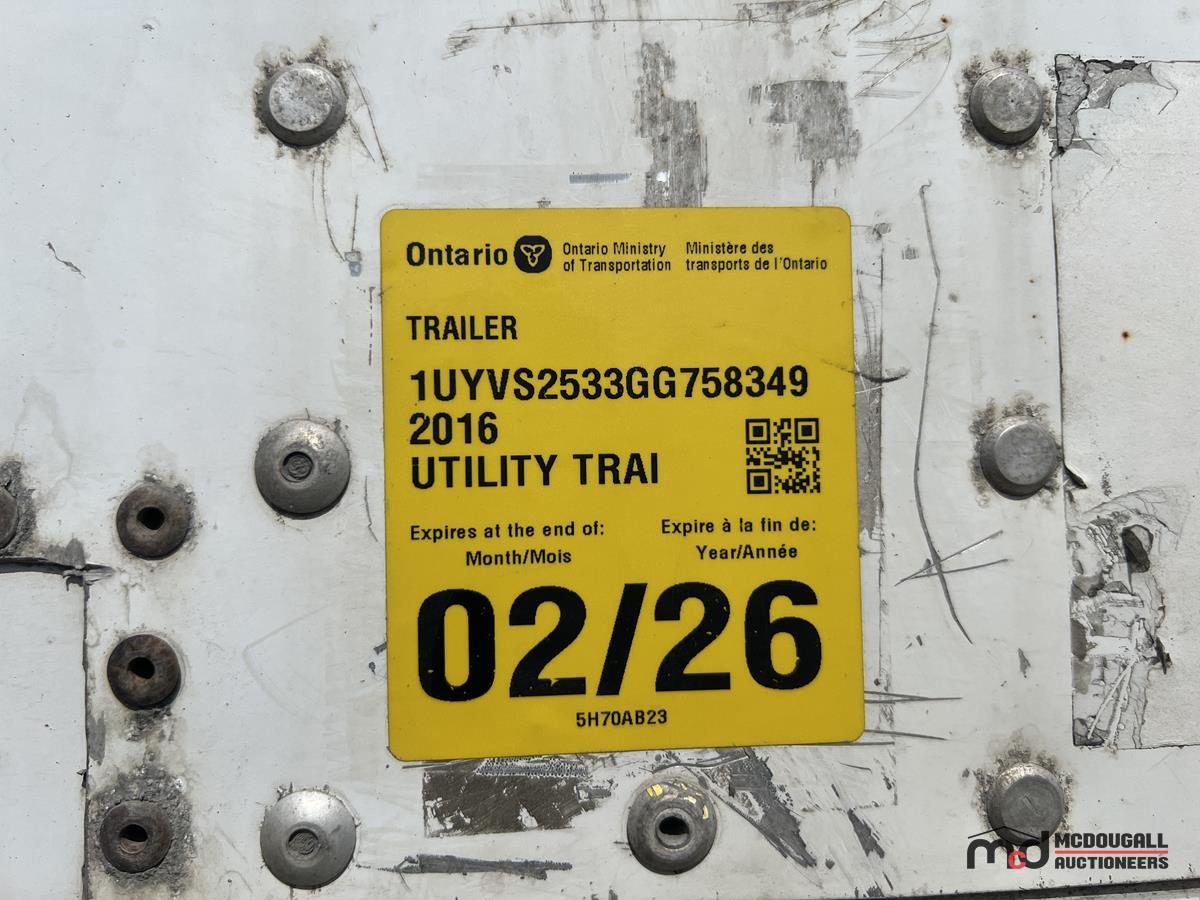 Ontario
Ontario Ministry
of Transportation
Ministère des
transports de l'Ontario
TRAILER
1UYVS2533GG758349
2016
UTILITY TRAI
Expires at the end of:
Month/Mois
Expire à la fin de:
Year/Année
02/26
5H70AB23
mcd MCDOUGALL
AUCTIONEERS